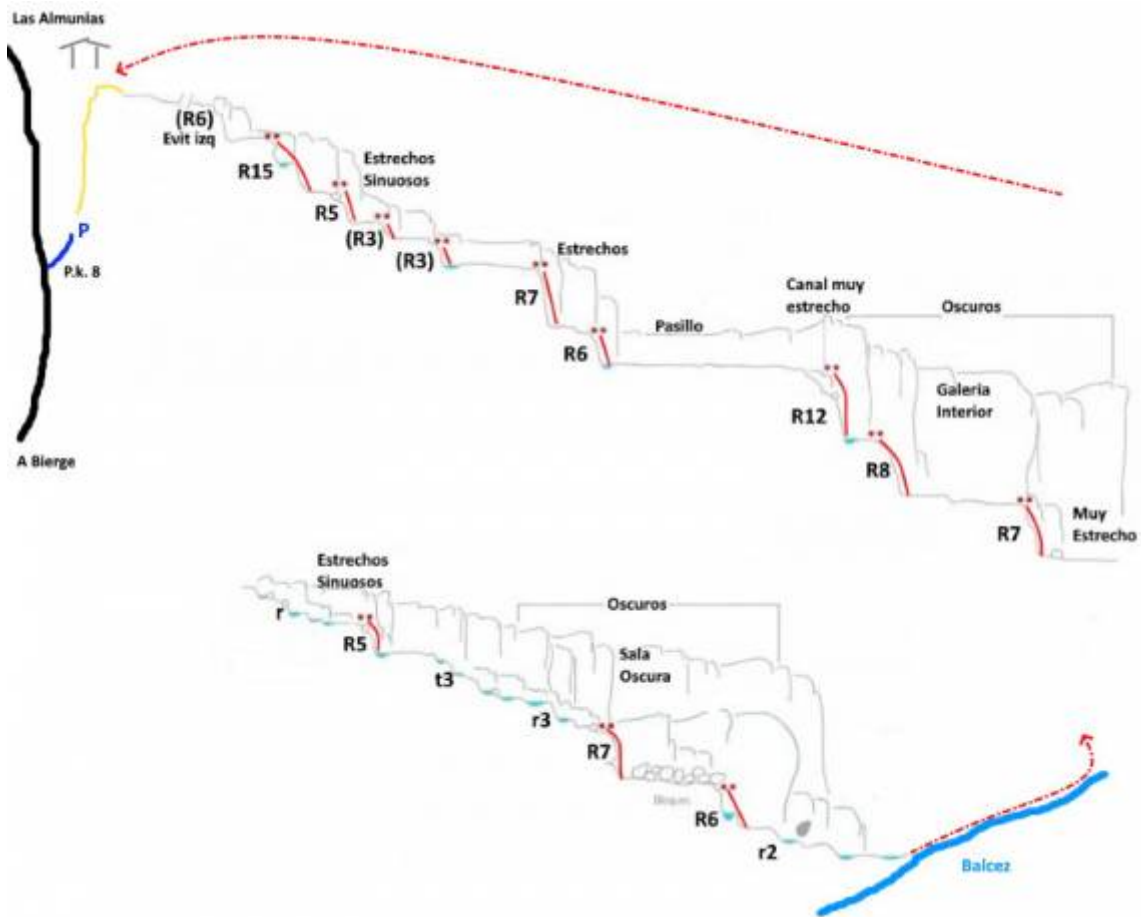 Las Almunias
(R6)
Evit izq
R15
Estrechos
Sinuosos
R5
(R3)
(R3)
P
P.k. 8
Estrechos
R7
R6
Pasillo
Canal muy
estrecho
Oscuros
R12
Galeria
Interior
R8
R7
Muy
Estrecho
A Bierge
Estrechos
Sinuosos
r
R5
Oscuros
t3
Sala
Oscura
r3
R7
R6
r2
Balcez